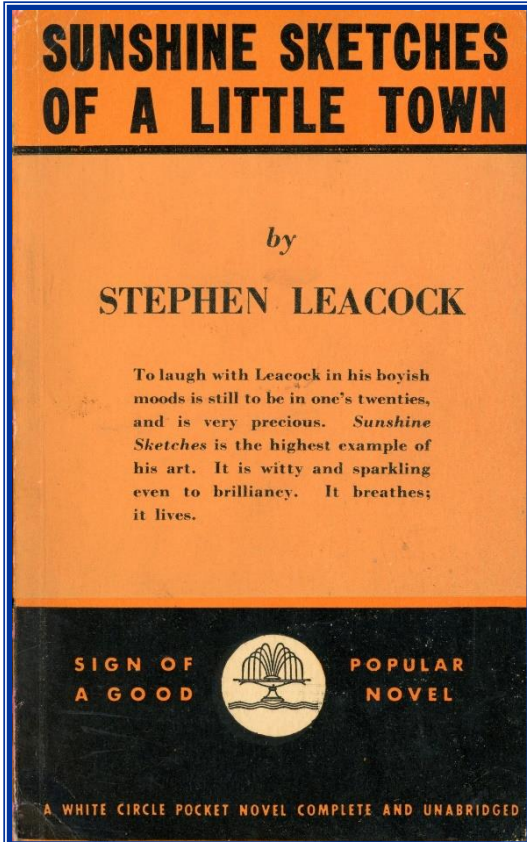 SUNSHINE SKETCHES
OF A LITTLE TOWN
by
STEPHEN LEACOCK
To laugh with Leacock in his boyish
moods is still to be in one's twenties,
and is very precious. Sunshine
Sketches is the highest example of
his art. It is witty and sparkling
even to brilliancy. It breathes;
it lives.
SIGN OF
A GOOD
POPULAR
NOVEL
A WHITE CIRCLE POCKET NOVEL COMPLETE AND UNABRIDGED